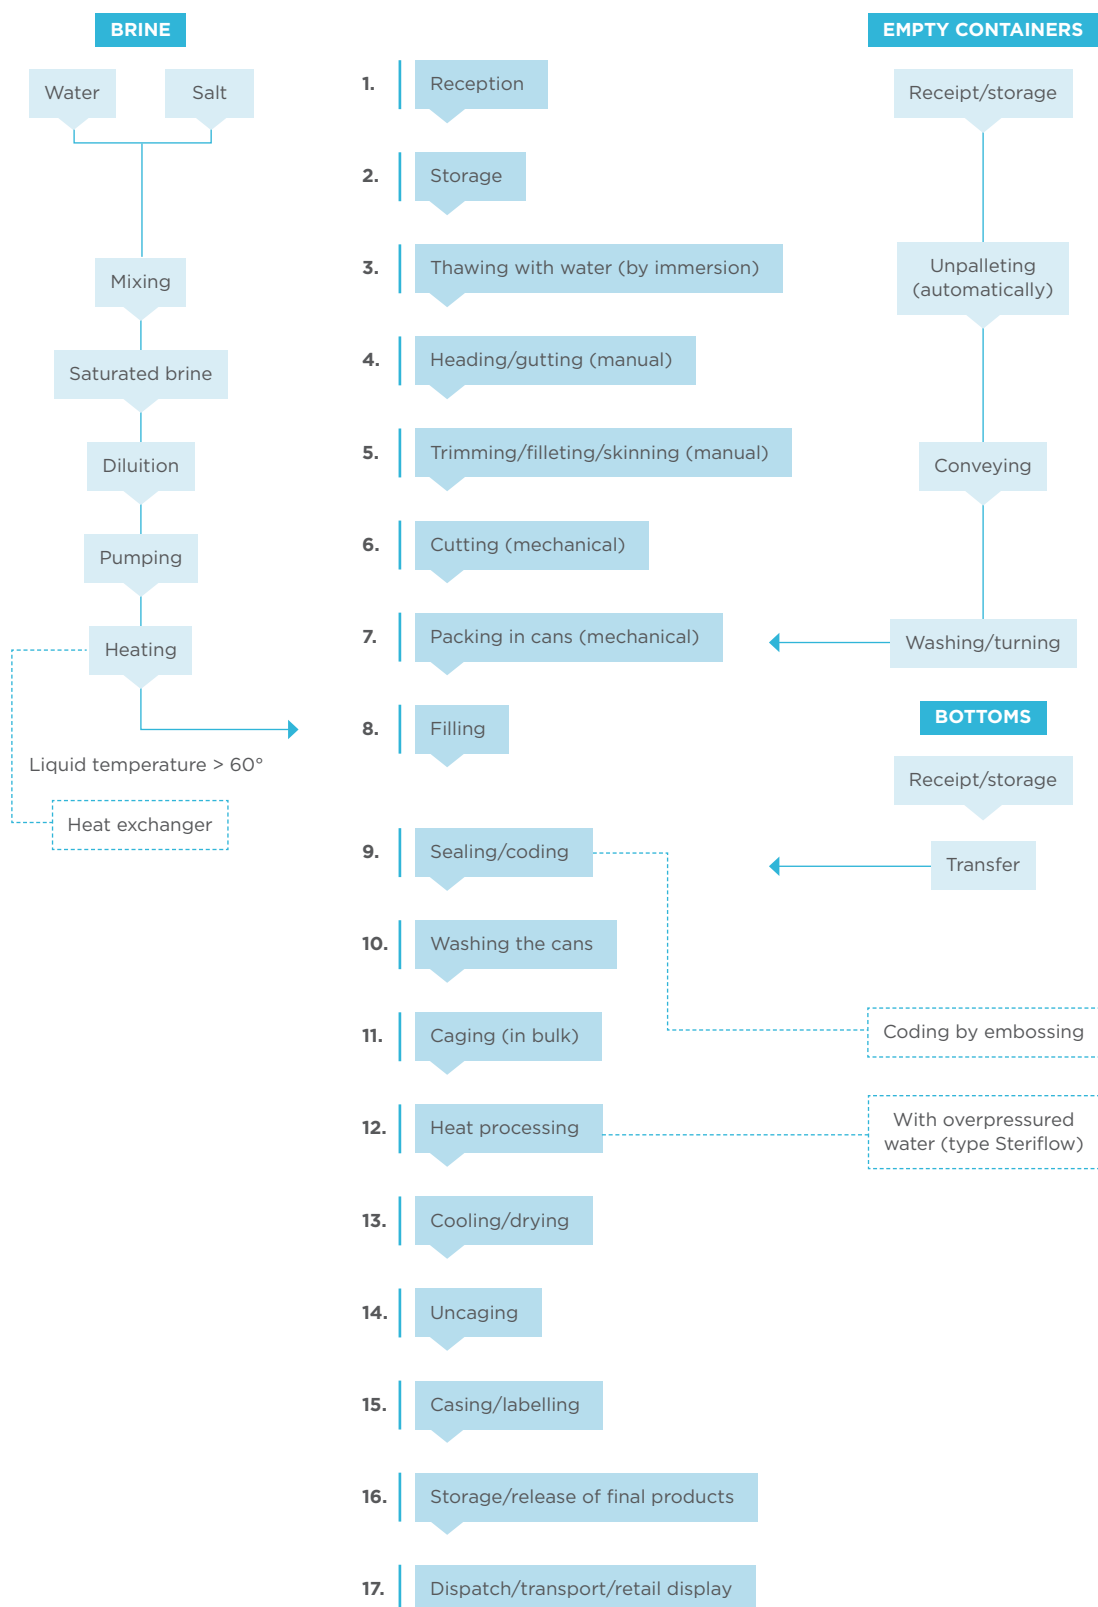 BRINE
Water
Salt
Mixing
Saturated brine
Diluition
Pumping
Heating
Liquid temperature > 60°
Heat exchanger
1. Reception
2. Storage
3. Thawing with water (by immersion)
4. Heading/gutting (manual)
5. Trimming/filleting/skinning (manual)
6. Cutting (mechanical)
7. Packing in cans (mechanical)
8. Filling
9. Sealing/coding
10. Washing the cans
11. Caging (in bulk)
12. Heat processing
13. Cooling/drying
14. Uncaging
15. Casing/labelling
16. Storage/release of final products
17. Dispatch/transport/retail display
EMPTY CONTAINERS
Receipt/storage
Unpalleting
(automatically)
Conveying
Washing/turning
BOTTOMS
Receipt/storage
Transfer
Coding by embossing
With overpressured
water (type Steriflow)